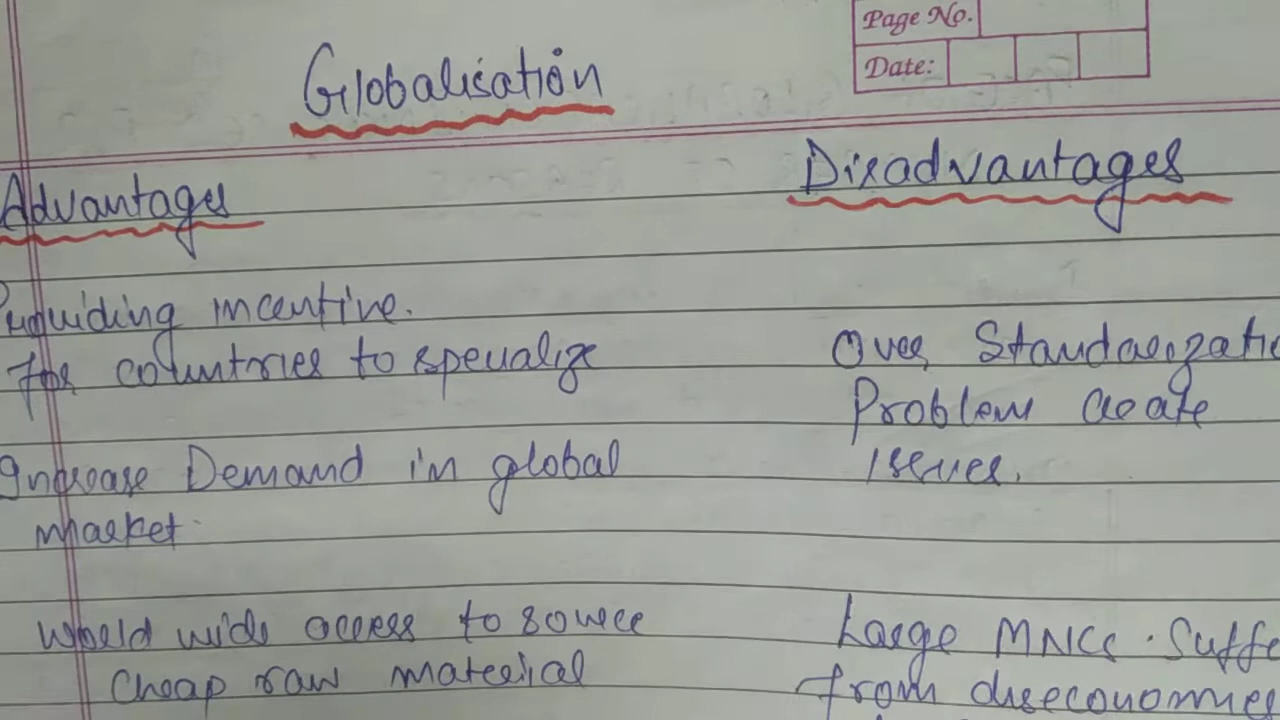 Page No.
Date:
Globalisation
Advantages
Disadvantages
Providing incentive.
for countries to specialize
Increase Demand in global
market.
World wide access to source
Cheap raw material
Over Standarizatio
Problem create
issues.
Large MNCs. Suffe
from diseconomies